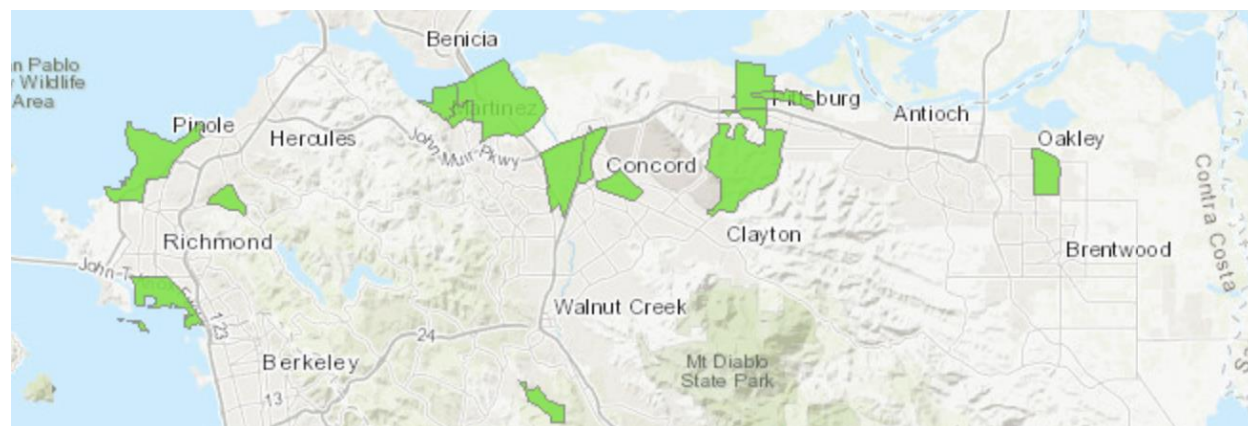 Benicia
n Pablo
Wildlife
Area
Martinez
Pittsburg
Antioch
Pinole
Hercules
John-Muir-Pkwy
Oakley
Concord
Contra Costa
Richmond
Clayton
Brentwood
John-T
123
Walnut Creek
24
Berkeley
Mt Diablo
State Park
13